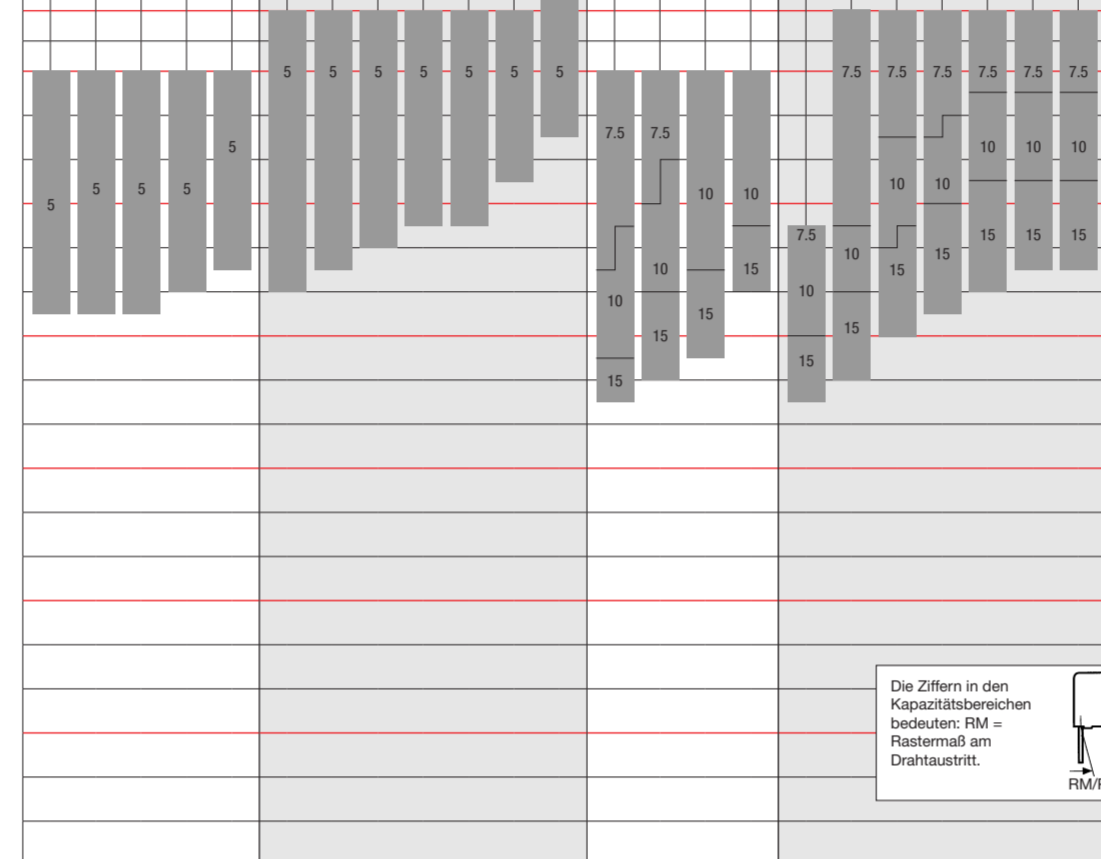 5 5 5 5 5 5 5 7.5 7.5 7.5 7.5 7.5 7.5
7.5 7.5
5 10 10 10
5 5 5 10 10
10 10
5
7.5 15 15 15
10 15
10 15 15
10 10
15
15
15
15
15
Die Ziffern in den
Kapazitätsbereichen
bedeuten: RM =
Rastermaß am
Drahtaustritt.
RM/